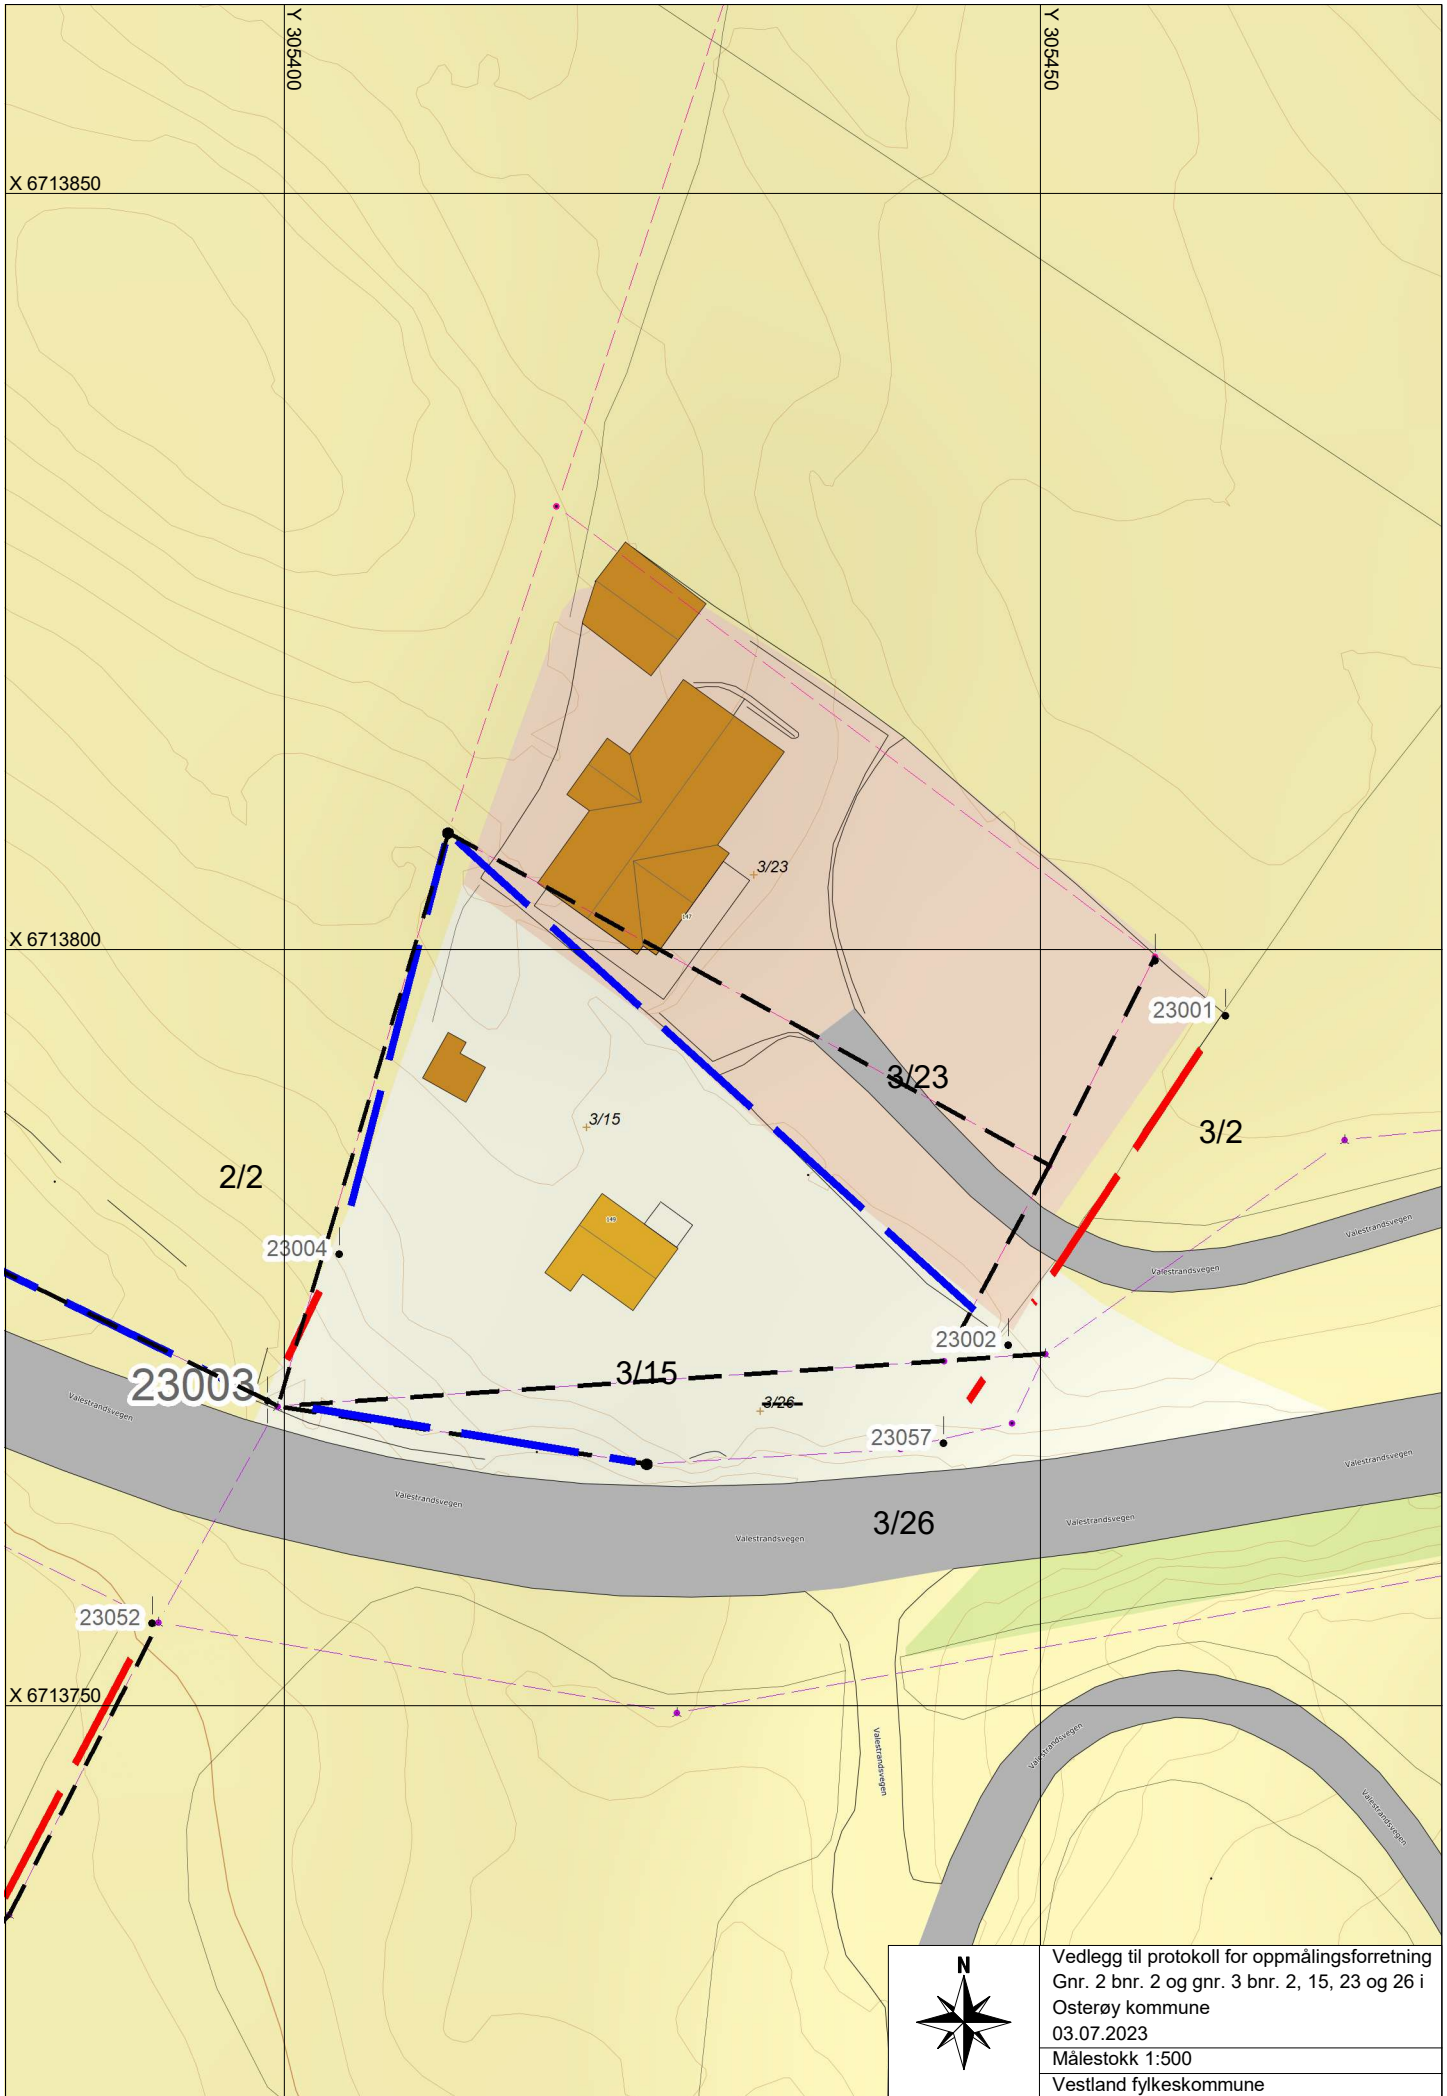 Y 305400
Y 305450
X 6713850
3/23
147
X 6713800
23001
3/23
3/15
3/2
2/2
149
23004
Valestrandsvegen
Valestrandsvegen
23002
3/15
23003
Valestrandsvegen
3/26
23057
Valestrandsvegen
Valestrandsvegen
3/26
Valestrandsvegen
Valestrandsvegen
23052
X 6713750
Valestrandsvegen
Valestrandsvegen
Valestrandsvegen
N
Vedlegg til protokoll for oppmålingsforretning
Gnr. 2 bnr. 2 og gnr. 3 bnr. 2, 15, 23 og 26 i
Osterøy kommune
03.07.2023
Målestokk 1:500
Vestland fylkeskommune